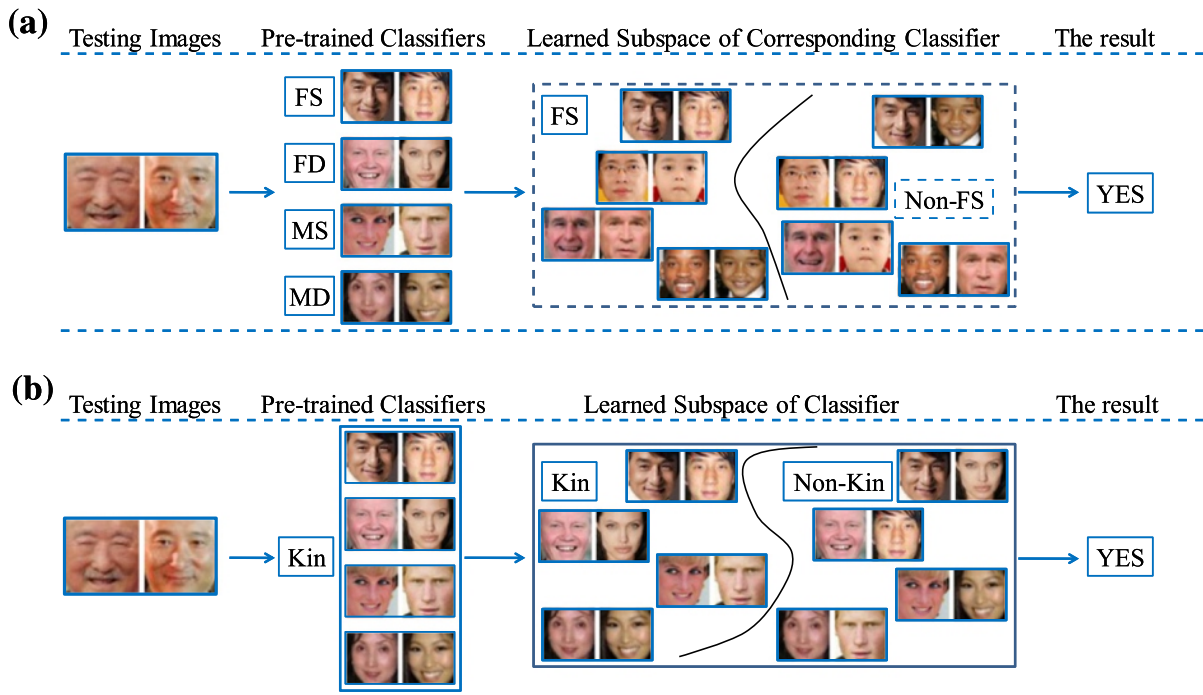 (a)
Testing Images Pre-trained Classifiers Learned Subspace of Corresponding Classifier The result
FS
FD
MS
MD
FS
Non-FS
YES
(b)
Testing Images Pre-trained Classifiers Learned Subspace of Classifier The result
Kin
Kin
Non-Kin
YES